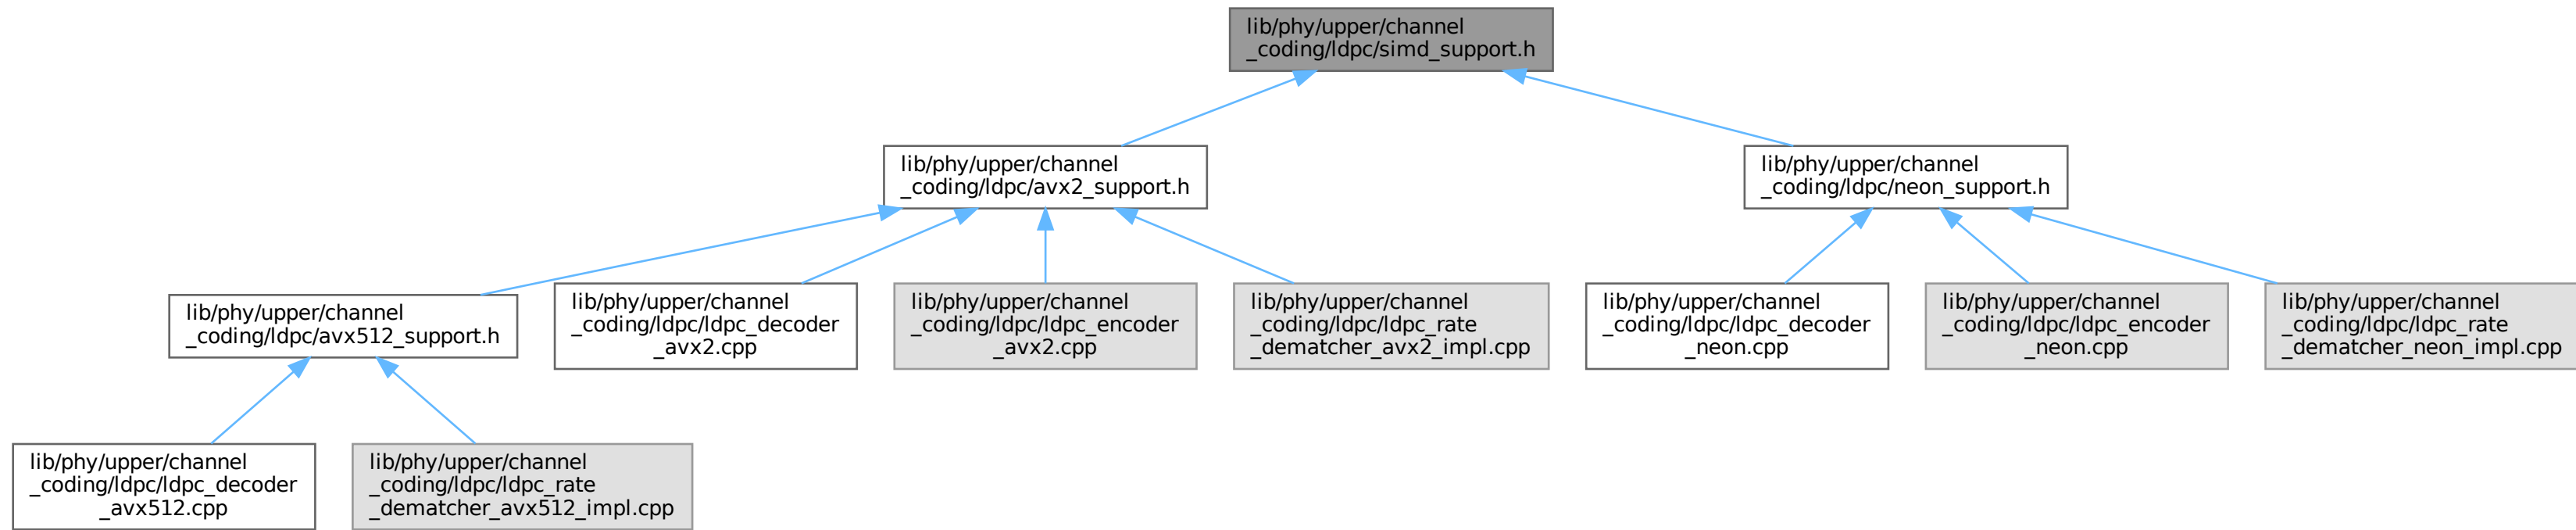 lib/phy/upper/channel
_coding/ldpc/simd_support.h
lib/phy/upper/channel
_coding/ldpc/avx2_support.h
lib/phy/upper/channel
_coding/ldpc/neon_support.h
lib/phy/upper/channel
_coding/ldpc/avx512_support.h
lib/phy/upper/channel
_coding/ldpc/ldpc_decoder
_avx2.cpp
lib/phy/upper/channel
_coding/ldpc/ldpc_encoder
_avx2.cpp
lib/phy/upper/channel
_coding/ldpc/ldpc_rate
_dematcher_avx2_impl.cpp
lib/phy/upper/channel
_coding/ldpc/ldpc_decoder
_neon.cpp
lib/phy/upper/channel
_coding/ldpc/ldpc_encoder
_neon.cpp
lib/phy/upper/channel
_coding/ldpc/ldpc_rate
_dematcher_neon_impl.cpp
lib/phy/upper/channel
_coding/ldpc/ldpc_decoder
_avx512.cpp
lib/phy/upper/channel
_coding/ldpc/ldpc_rate
_dematcher_avx512_impl.cpp